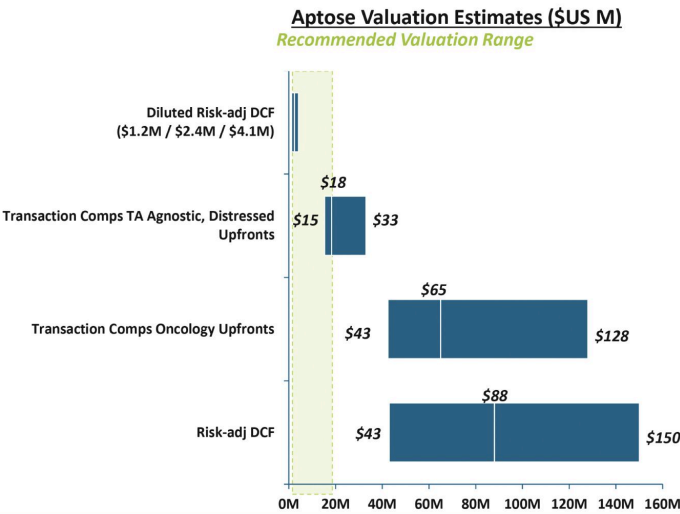 Aptose Valuation Estimates ($US M)
Recommended Valuation Range
Diluted Risk-adj DCF
($1.2M / $2.4M / $4.1M)
$18
Transaction Comps TA Agnostic, Distressed
Upfronts
$15
$33
$65
Transaction Comps Oncology Upfronts
$43
$128
$88
Risk-adj DCF
$43
$150
0M 20M 40M 60M 80M 100M 120M 140M 160M